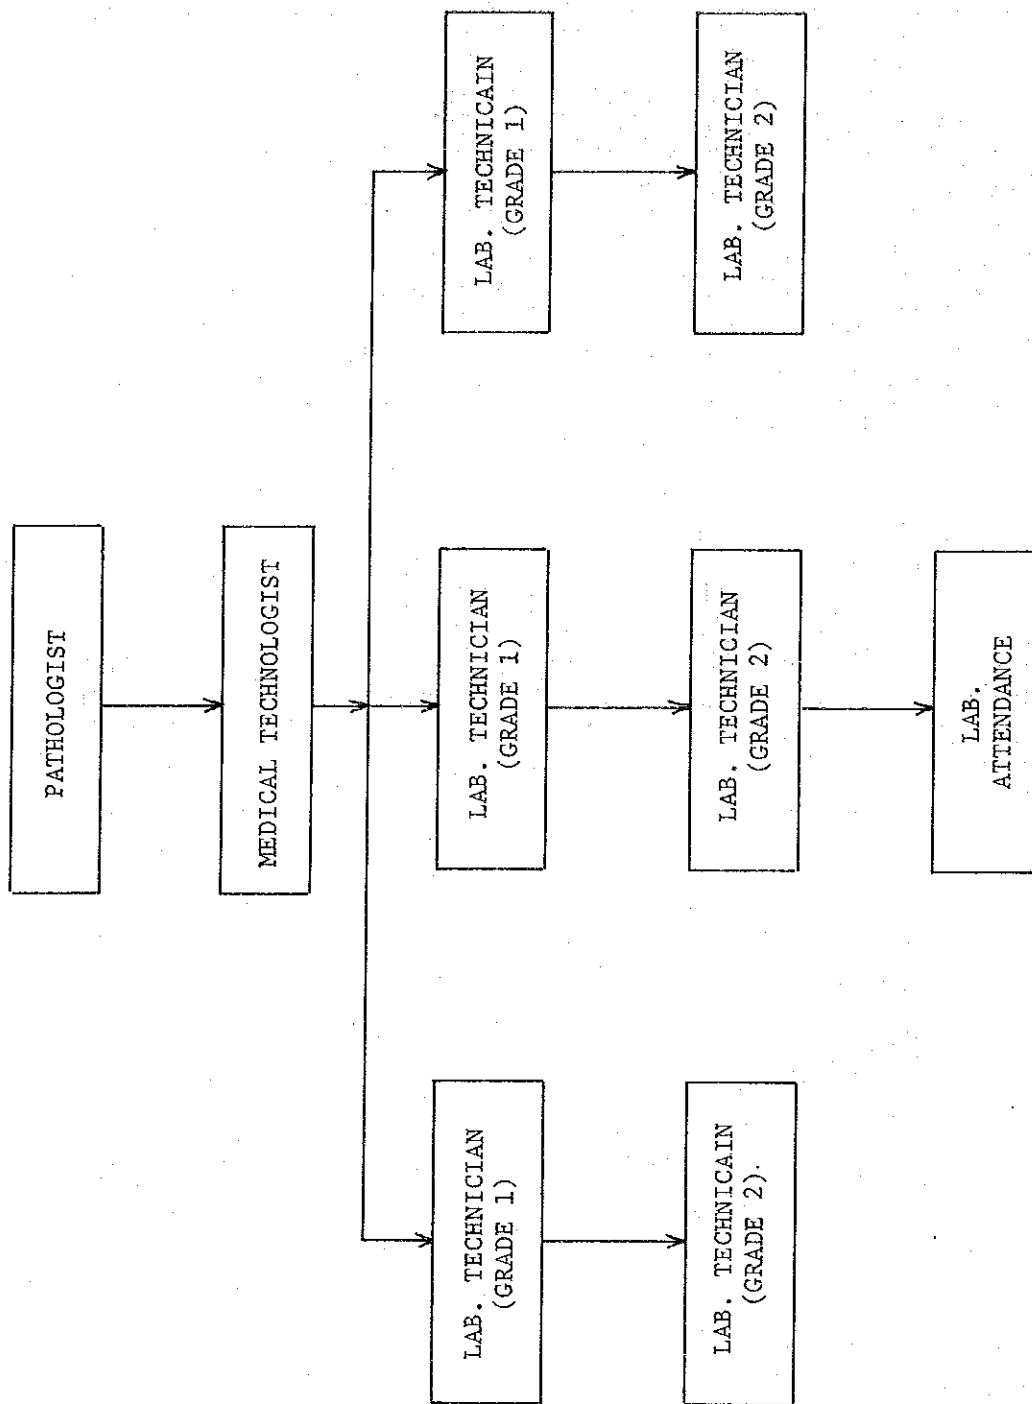 PATHOLOGIST
MEDICAL TECHNOLOGIST
LAB. TECHNICIAN
(GRADE 1)
LAB. TECHNICIAN
(GRADE 1)
LAB. TECHNICAIN
(GRADE 1)
LAB. TECHNICAIN
(GRADE 2).
LAB. TECHNICIAN
(GRADE 2)
LAB. TECHNICIAN
(GRADE 2)
LAB.
ATTENDANCE